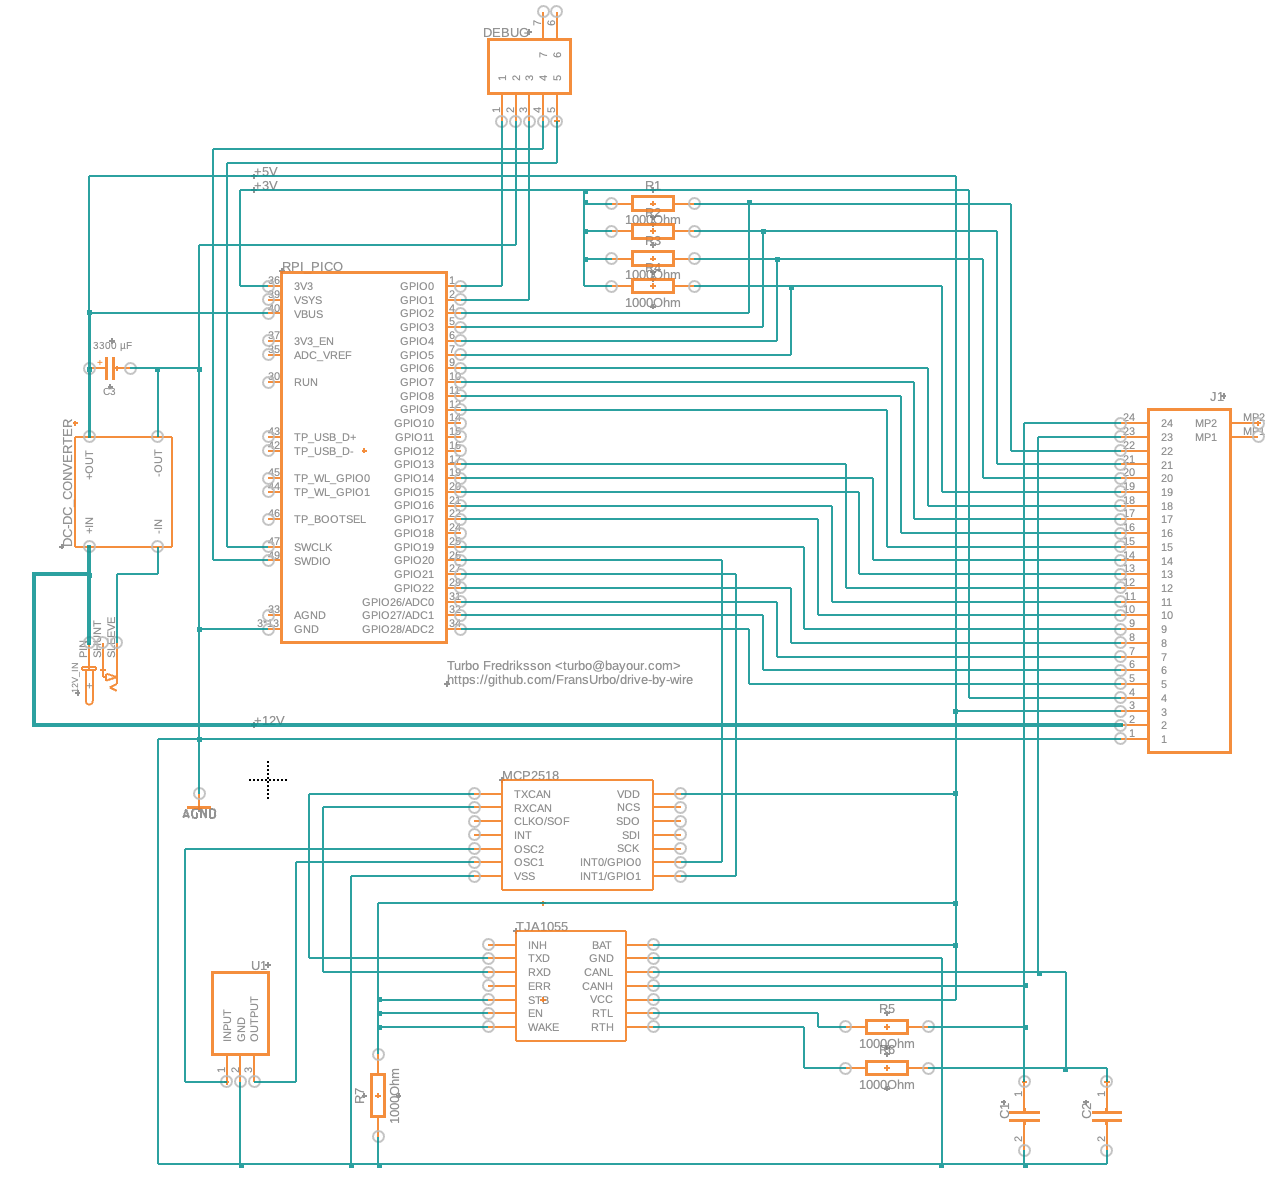 7 6
DEBUG
7 6
1 2 3 4 5
1 2 3 4 5
+5V
+3V
R1
1000Ohm
R2
R3
1000Ohm
R4
1000Ohm
RPI_PICO
36 3V3 GPIO0 1
39 VSYS GPIO1 2
40 VBUS GPIO2 4
GPIO3 5
37 3V3_EN GPIO4 6
35 ADC_VREF GPIO5 7
GPIO6 9
30 RUN GPIO7 10
GPIO8 11
GPIO9 12
GPIO10 14
43 TP_USB_D+ GPIO11 15
42 TP_USB_D- GPIO12 16
GPIO13 17
45 TP_WL_GPIO0 GPIO14 19
44 TP_WL_GPIO1 GPIO15 20
GPIO16 21
46 TP_BOOTSEL GPIO17 22
GPIO18 24
47 SWCLK GPIO19 25
49 SWDIO GPIO20 26
GPIO21 27
GPIO22 29
GPIO26/ADC0 31
33 AGND GPIO27/ADC1 32
3;13 GND GPIO28/ADC2 34
3300 µF
+
C3
DC-DC CONVERTER
+OUT -OUT
+IN -IN
PIN SHUNT SLEEVE
12V_IN
+12V
AGND
Turbo Fredriksson <turbo@bayour.com>
https://github.com/FransUrbo/drive-by-wire
J1
24 24 MP2 MP2
23 23 MP1 MP1
22 22
21 21
20 20
19 19
18 18
17 17
16 16
15 15
14 14
13 13
12 12
11 11
10 10
9 9
8 8
7 7
6 6
5 5
4 4
3 3
2 2
1 1
MCP2518
TXCAN VDD
RXCAN NCS
CLKO/SOF SDO
INT SDI
OSC2 SCK
OSC1 INT0/GPIO0
VSS INT1/GPIO1
TJA1055
INH BAT
TXD GND
RXD CANL
ERR CANH
STB VCC
EN RTL
WAKE RTH
U1
INPUT GND OUTPUT
1 2 3
R7
1000Ohm
R5
1000Ohm
R6
1000Ohm
C1 1 2
C2 1 2